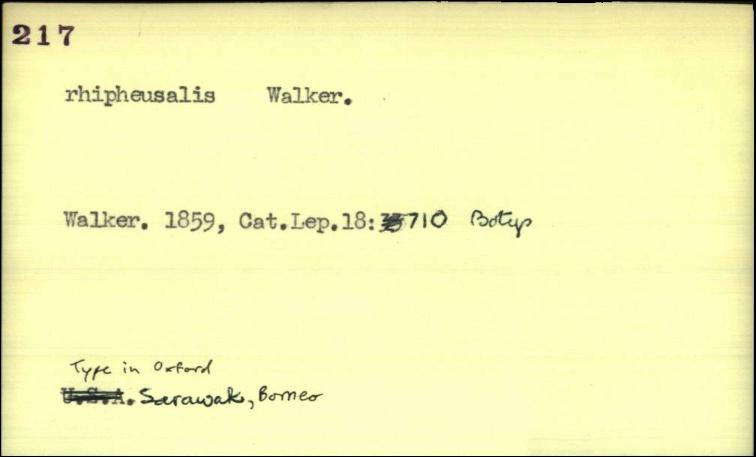 217
rhipheusalis Walker.
Walker. 1859, Cat.Lep.18: 710 Botys
Type in Oxford
U.S.A. Sarawak, Borneo